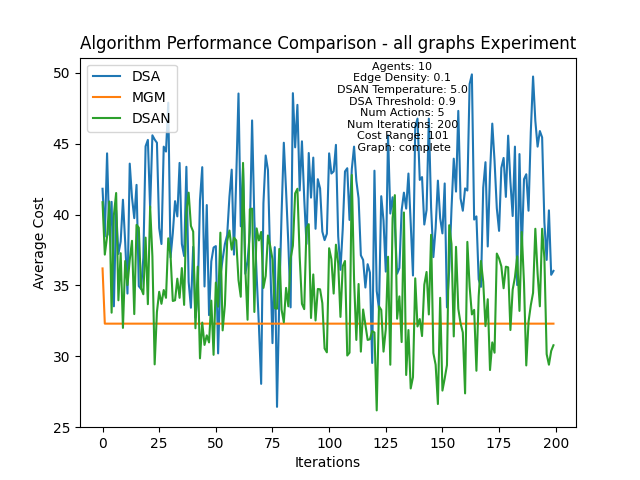 Algorithm Performance Comparison - all graphs Experiment
DSA
MGM
DSAN
Agents: 10
Edge Density: 0.1
DSAN Temperature: 5.0
DSA Threshold: 0.9
Num Actions: 5
Num Iterations: 200
Cost Range: 101
Graph: complete
Average Cost
50
45
40
35
30
25
0
25
50
75
100
125
150
175
200
Iterations